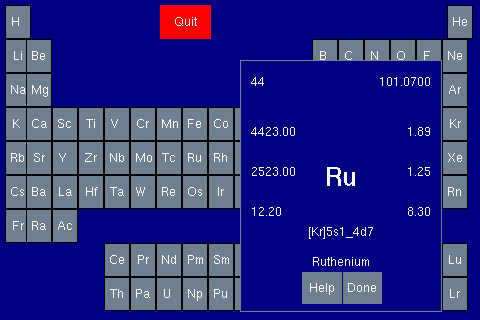 H Quit He
Li Be B C N O F Ne
Na Mg Ar
K Ca Sc Ti V Cr Mn Fe Co Kr
Rb Sr Y Zr Nb Mo Tc Ru Rh Xe
Cs Ba La Hf Ta W Re Os Ir Rn
Fr Ra Ac
Ce Pr Nd Pm Sm Lu
Th Pa U Np Pu Lr
44 101.0700
4423.00 1.89
2523.00 Ru 1.25
12.20 8.30
[Kr]5s1_4d7
Ruthenium
Help Done